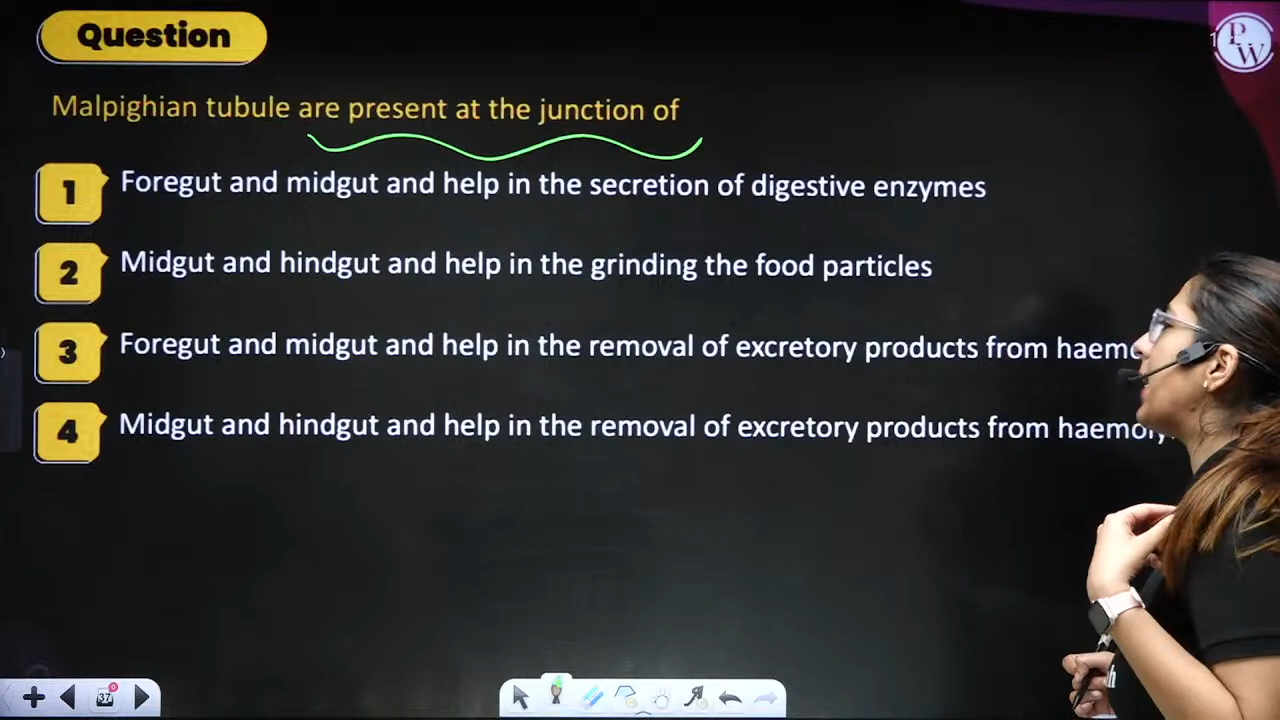 Question
PW
Malpighian tubule are present at the junction of
1 Foregut and midgut and help in the secretion of digestive enzymes
2 Midgut and hindgut and help in the grinding the food particles
3 Foregut and midgut and help in the removal of excretory products from
4 Midgut and hindgut and help in the removal of excretory products from
37
0